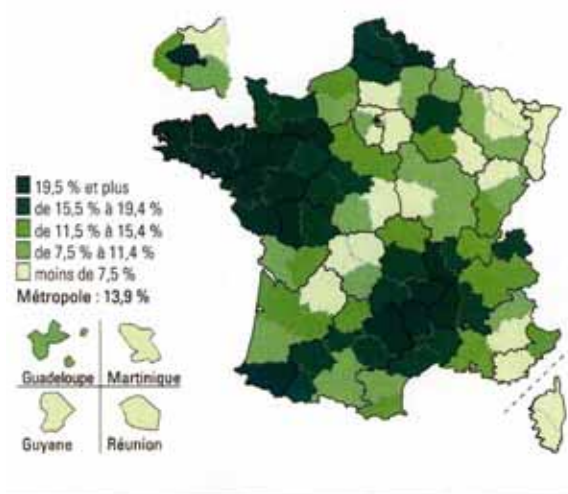 19,5 % et plus
de 15,5 % à 19,4 %
de 11,5 % à 15,4 %
de 7,5 % à 11,4 %
moins de 7,5 %
Métropole : 13,9 %
Guadeloupe
Martinique
Guyane
Réunion